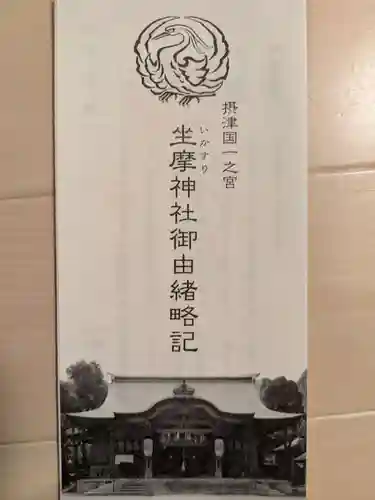 摂津国一之宮
いかすり
坐摩神社御由緒略記